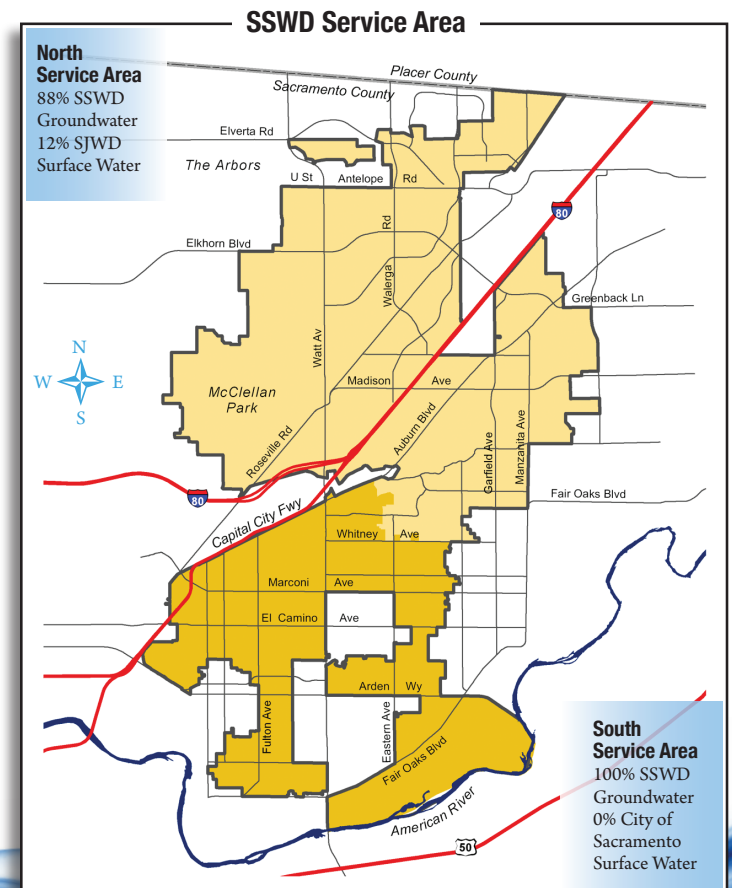 SSWD Service Area
North
Service Area
88% SSWD
Groundwater
12% SJWD
Surface Water
Placer County
Sacramento County
Elverta Rd
The Arbors
U St
Antelope
Rd
80
Elkhorn Blvd
Walerga
Rd
Greenback Ln
Watt Av
N
W
E
S
McClellan
Park
Madison
Ave
Roseville Rd
Auburn Blvd
Garfield Ave
Manzanita Ave
80
Fair Oaks Blvd
Capital City Fwy
Whitney
Ave
Marconi
Ave
El Camino
Ave
Arden
Wy
Fulton Ave
Eastern Ave
Fair Oaks Blvd
American River
50
South
Service Area
100% SSWD
Groundwater
0% City of
Sacramento
Surface Water